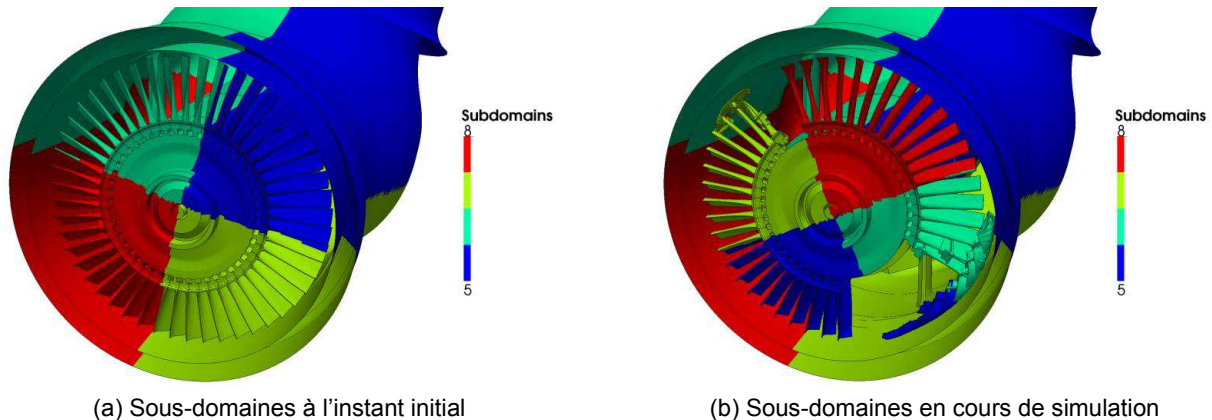 Subdomains
8
5
Subdomains
8
5
(a) Sous-domaines à l'instant initial
(b) Sous-domaines en cours de simulation